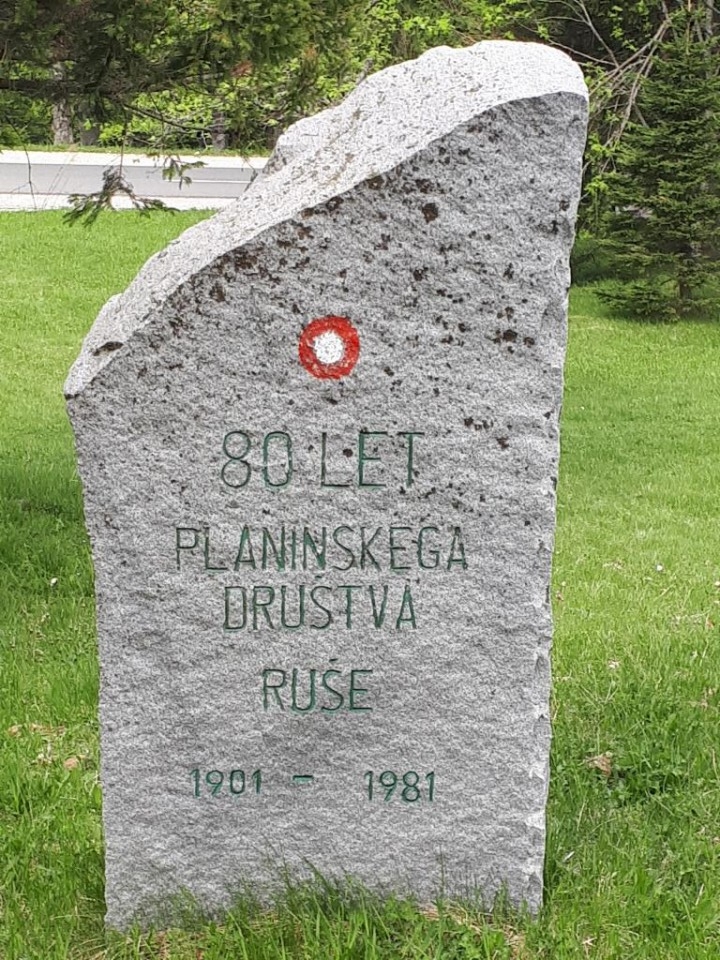 80 LET
PLANINSKEGA
DRUŠTVA
RUŠE
1901 - 1981